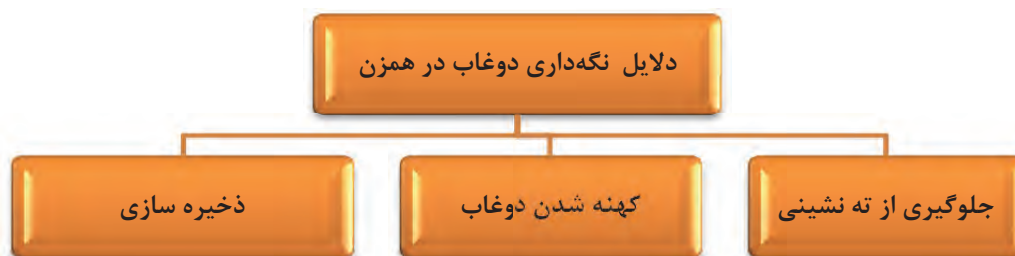 دلایل نگه‌داری دوغاب در همزن
جلوگیری از ته نشینی
کهنه شدن دوغاب
ذخیره سازی